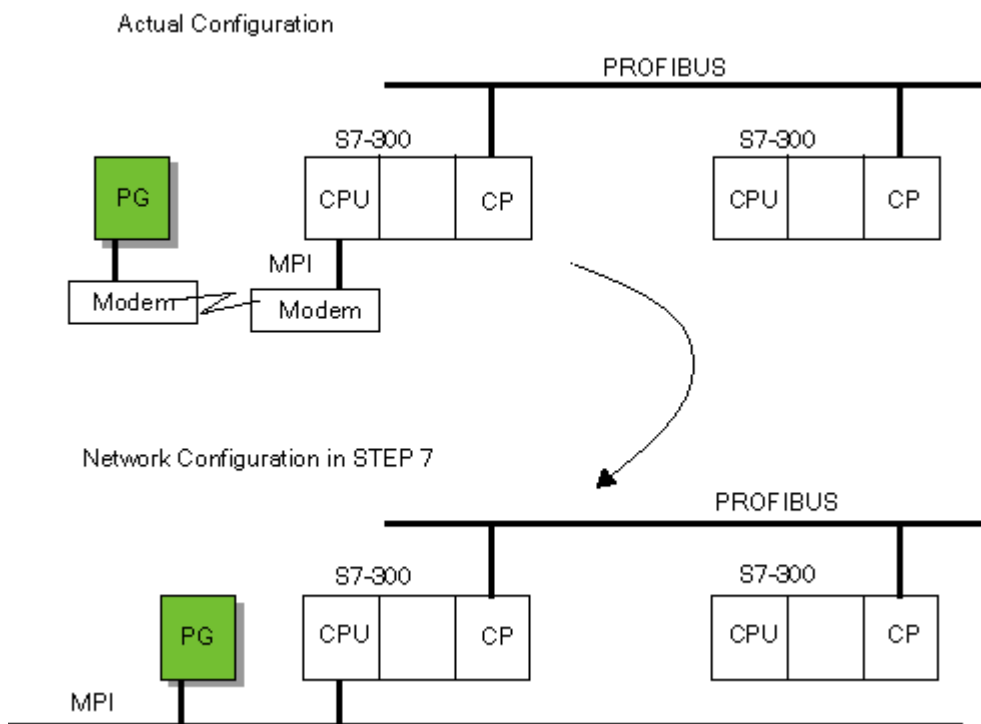 Actual Configuration
PROFIBUS
S7-300
S7-300
PG
CPU
CP
CPU
CP
MPI
Modem
Modem
Network Configuration in STEP 7
PROFIBUS
S7-300
S7-300
PG
CPU
CP
CPU
CP
MPI